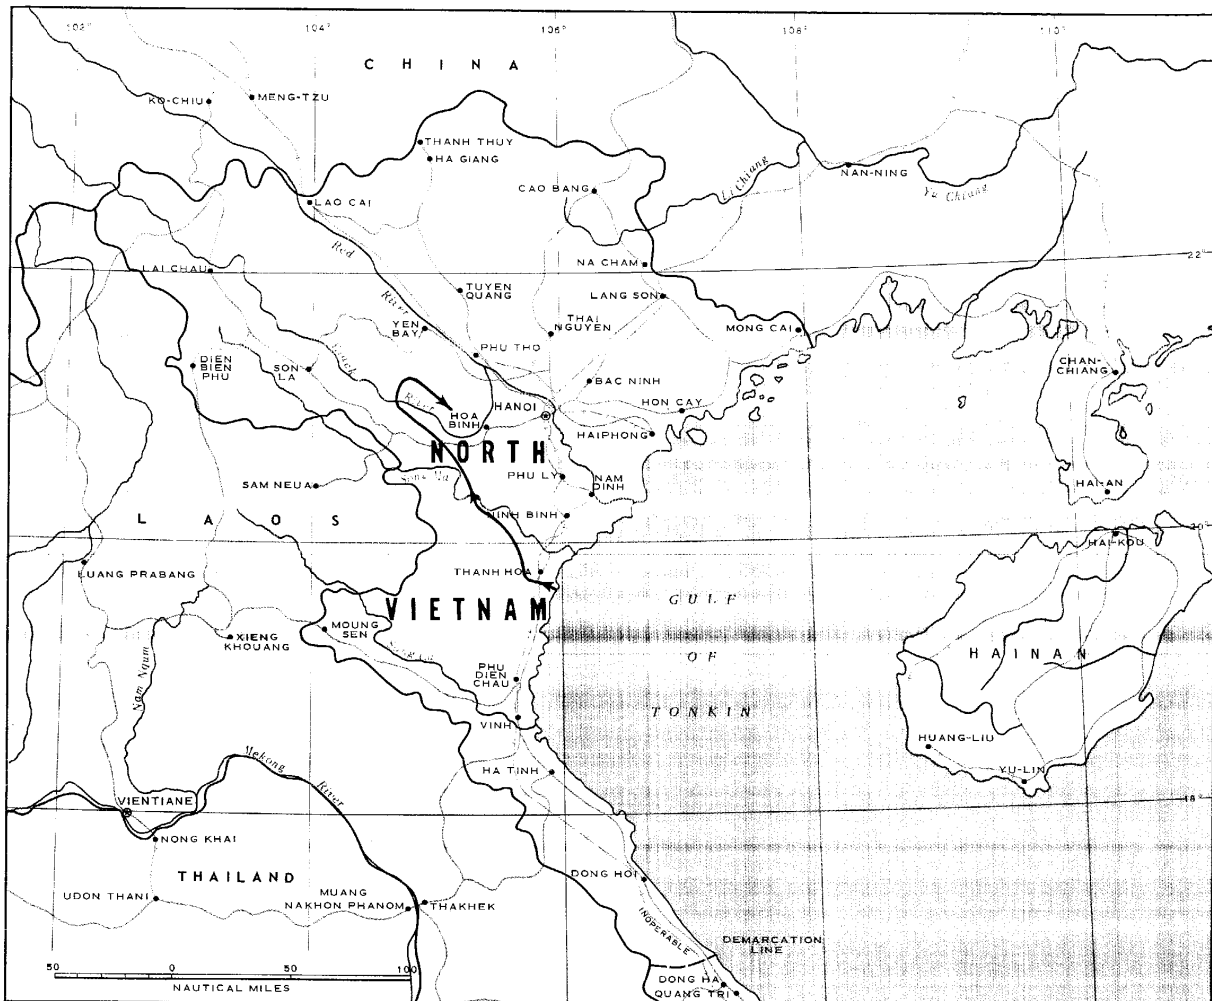 102°
104°
106°
108°
110°
CHINA
KO-CHIU
MENG-TZU
THANH THUY
HA GIANG
CAO BANG
Li Chiang
NAN-NING
Yu Chiang
LAO CAI
Red
River
NA CHAM
22°
LAI CHAU
TUYEN
QUANG
LANG SON
YEN
BAY
THAI
NGUYEN
MONG CAI
PHU THO
DIEN
BIEN
PHU
SON
LA
Black
River
BAC NINH
CHAN-
CHIANG
HANOI
HON CAY
HOA
BINH
HAIPHONG
NORTH
Song Ma
PHU LY
NAM
DINH
SAM NEUA
HAI-AN
NINH BINH
LAOS
20°
HAI-KOU
LUANG PRABANG
THANH HOA
VIETNAM
GULF
OF
TONKIN
MOUNG
SEN
XIENG
KHOUANG
HAINAN
Nam Ngum
PHU
DIEN
CHAU
VINH
HUANG-LIU
Mekong
River
HA TINH
YU-LIN
VIENTIANE
18°
NONG KHAI
THAILAND
DONG HOI
UDON THANI
MUANG
NAKHON PHANOM
THAKHEK
INOPERABLE
DEMARCATION
LINE
50 0 50 100
NAUTICAL MILES
DONG HA
QUANG TRI